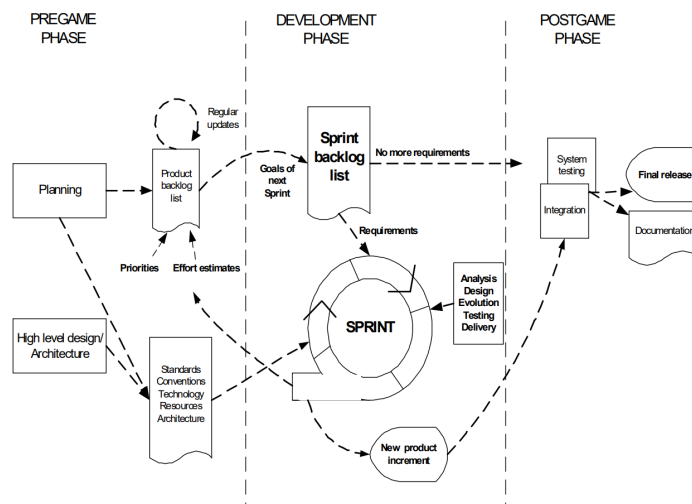 PREGAME
PHASE
DEVELOPMENT
PHASE
POSTGAME
PHASE
Regular
updates
Planning
Product
backlog
list
Goals of
next
Sprint
Sprint
backlog
list
No more requirements
System
testing
Integration
Final release
Documentation
Priorities
Effort estimates
Requirements
High level design/
Architecture
Standards
Conventions
Technology
Resources
Architecture
SPRINT
Analysis
Design
Evolution
Testing
Delivery
New product
increment